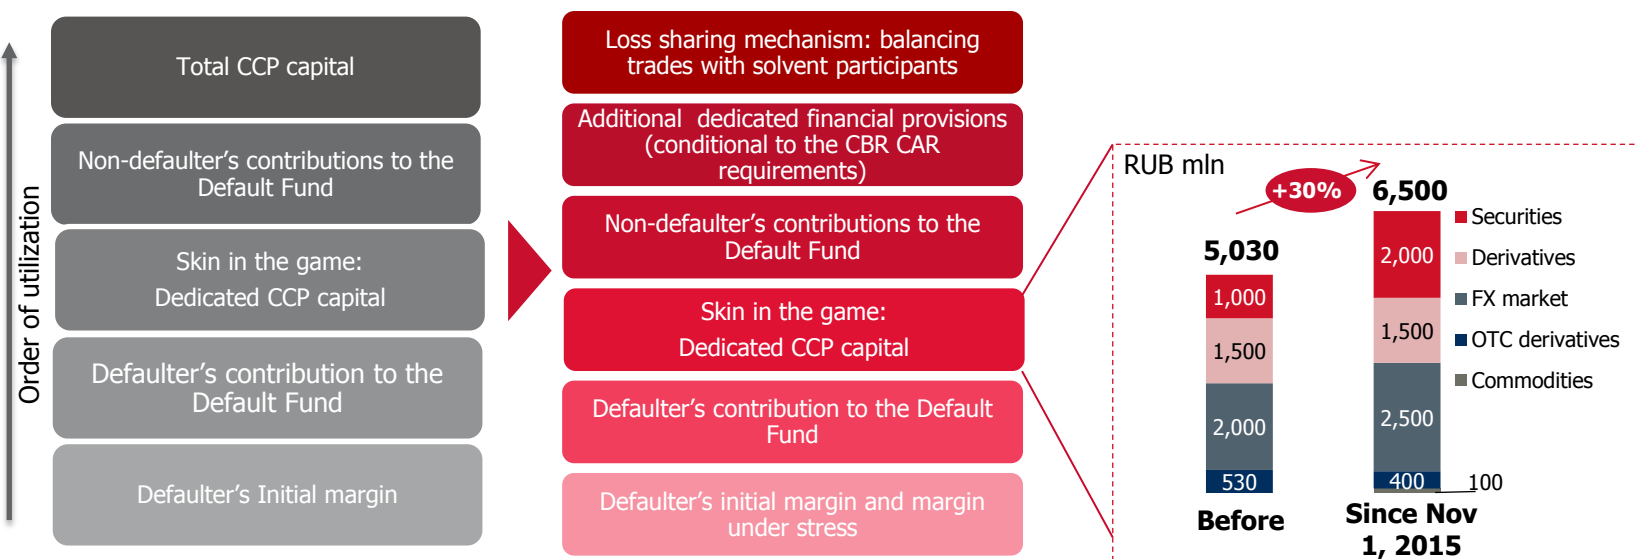 Order of utilization
Total CCP capital
Non-defaulter's contributions to the
Default Fund
Skin in the game:
Dedicated CCP capital
Defaulter's contribution to the
Default Fund
Defaulter's Initial margin
Loss sharing mechanism: balancing
trades with solvent participants
Additional dedicated financial provisions
(conditional to the CBR CAR
requirements)
Non-defaulter's contributions to the
Default Fund
Skin in the game:
Dedicated CCP capital
Defaulter's contribution to the Default
Fund
Defaulter's initial margin and margin
under stress
RUB mln
+30%
5,030
1,000
1,500
2,000
530
Before
6,500
2,000
1,500
2,500
400
100
Since Nov
1, 2015
Securities
Derivatives
FX market
OTC derivatives
Commodities